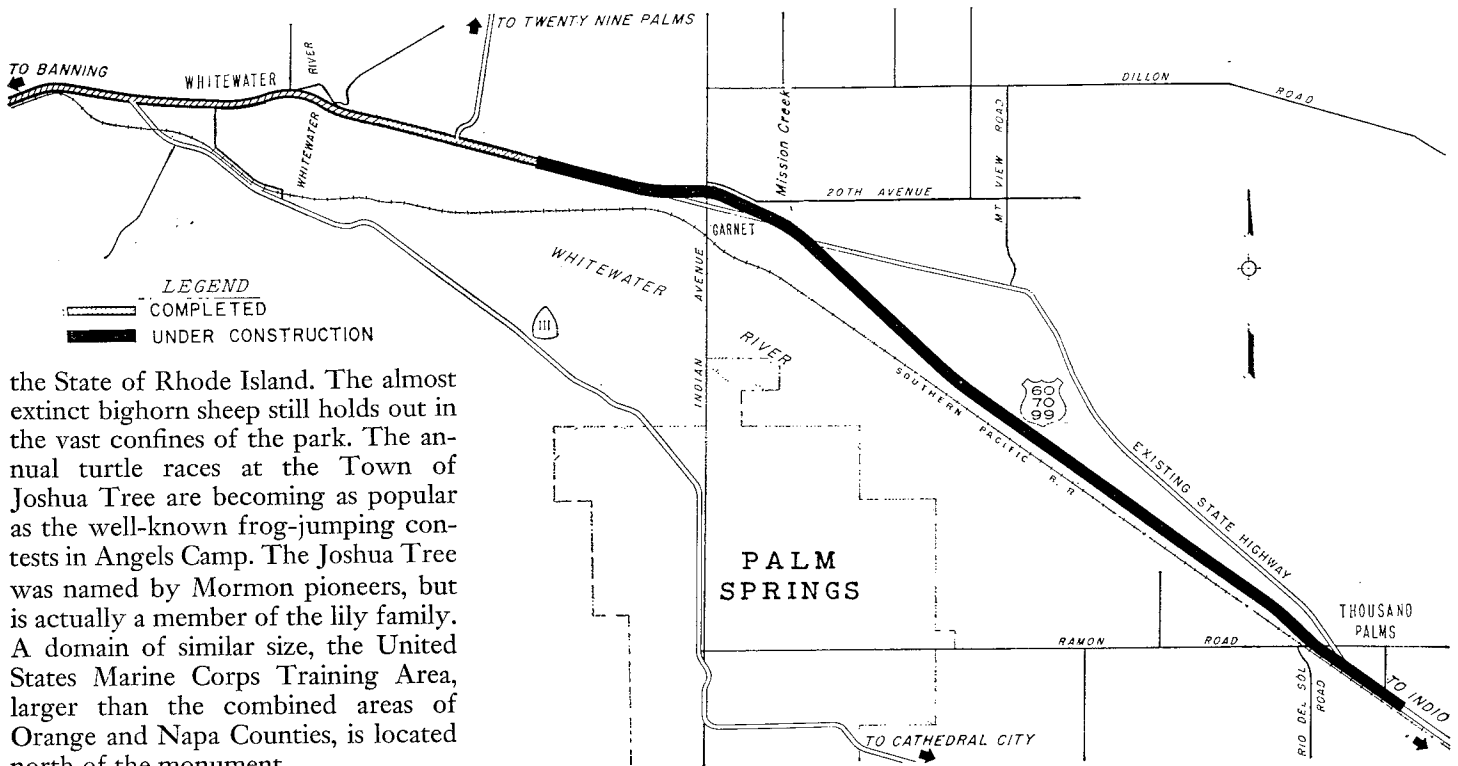 TO TWENTY NINE PALMS
TO BANNING
WHITEWATER
RIVER
WHITEWATER
DILLON
ROAD
MT VIEW ROAD
Mission Creek
20TH AVENUE
GARNET
WHITEWATER
RIVER
INDIAN AVENUE
LEGEND
COMPLETED
UNDER CONSTRUCTION
111
60
70
99
SOUTHERN PACIFIC R. R.
EXISTING STATE HIGHWAY
PALM
SPRINGS
THOUSAND
PALMS
RAMON ROAD
RIO DEL SOL
ROAD
TO INDIO
TO CATHEDRAL CITY
the State of Rhode Island. The almost
extinct bighorn sheep still holds out in
the vast confines of the park. The an-
nual turtle races at the Town of
Joshua Tree are becoming as popular
as the well-known frog-jumping con-
tests in Angels Camp. The Joshua Tree
was named by Mormon pioneers, but
is actually a member of the lily family.
A domain of similar size, the United
States Marine Corps Training Area,
larger than the combined areas of
Orange and Napa Counties, is located
north of the monument.